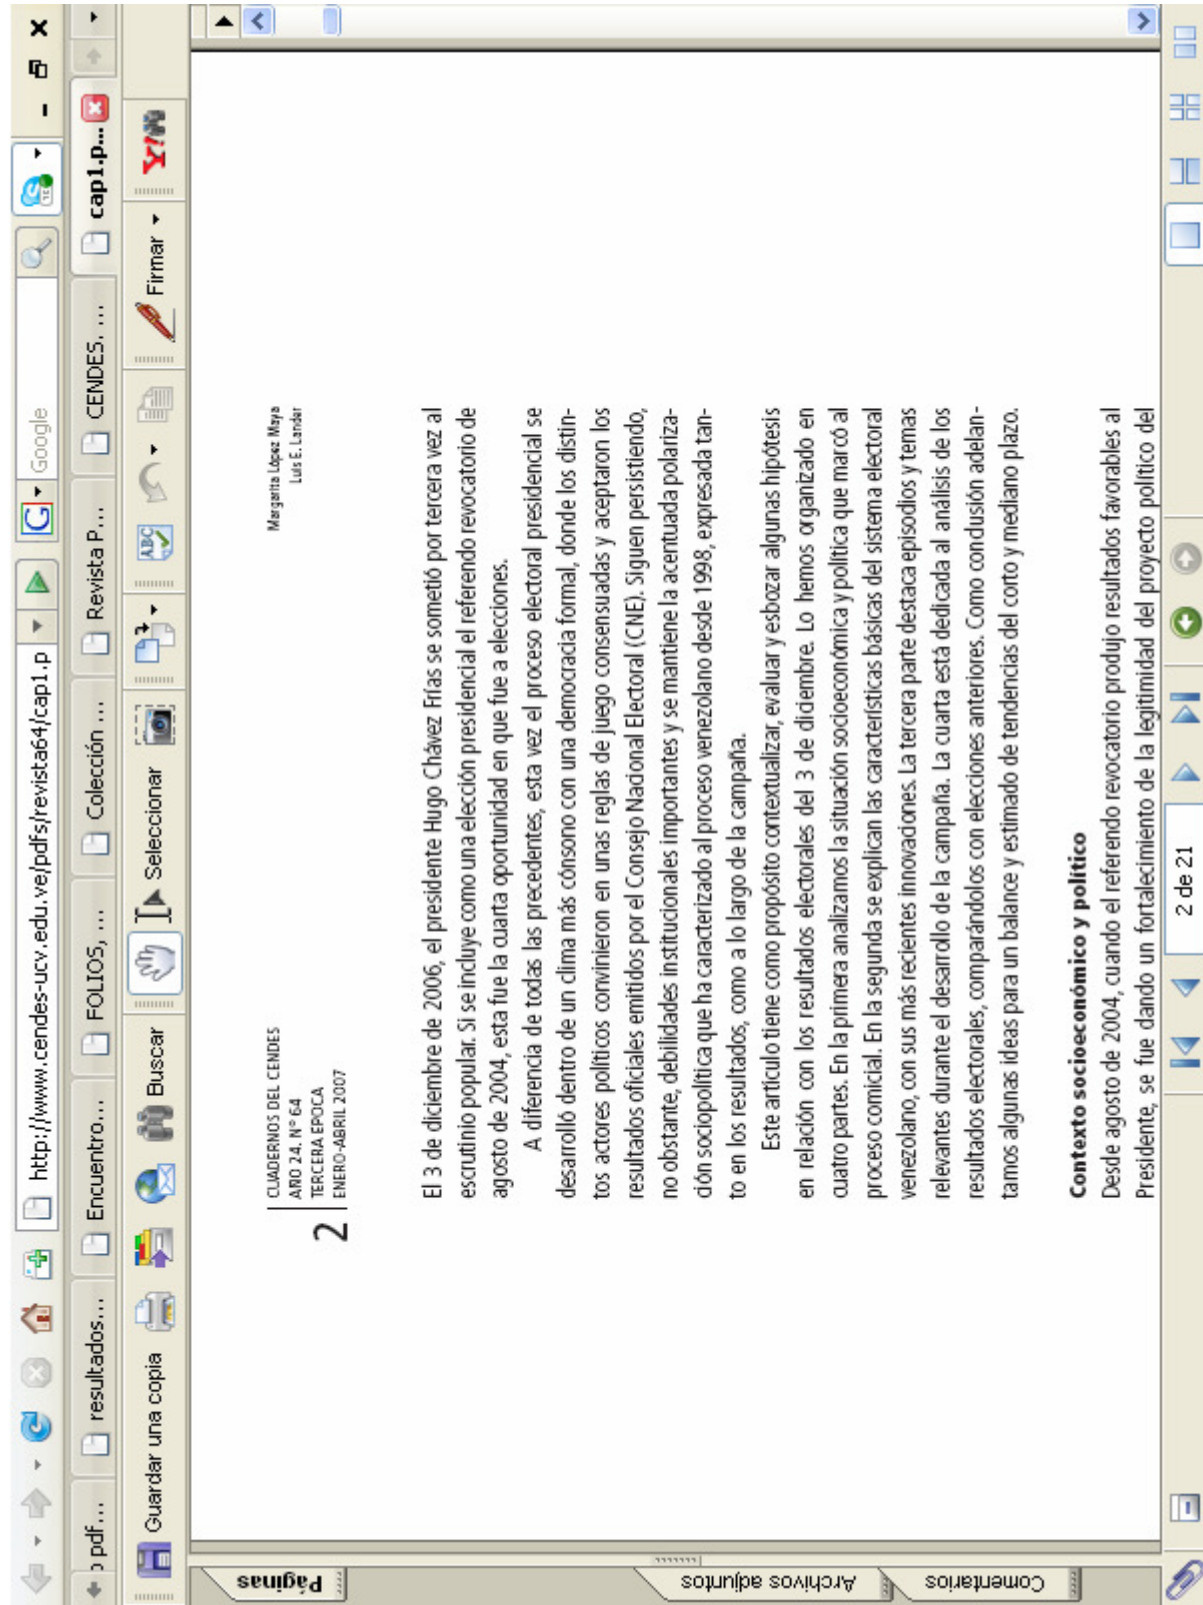 http://www.cendes-ucv.edu.ve/pdfs/revista64/cap1.p
Google
o pdf...
resultados...
Encuentro...
FOLIOS, ...
Colección ...
Revista P...
CENDES. ...
cap1.p...
Guardar una copia
Buscar
Seleccionar
Firmar
Y!
Páginas
Archivos adjuntos
Comentarios
CUADERNOS DEL CENDES
AÑO 24. Nº 64
TERCERA EPOCA
ENERO-ABRIL 2007
2
Margarita López Maya
Luis E. Lander
El 3 de diciembre de 2006, el presidente Hugo Chávez Frías se sometió por tercera vez al
escrutinio popular. Si se incluye como una elección presidencial el referendo revocatorio de
agosto de 2004, esta fue la cuarta oportunidad en que fue a elecciones.
A diferencia de todas las precedentes, esta vez el proceso electoral presidencial se
desarrolló dentro de un clima más cónsono con una democracia formal, donde los distin-
tos actores políticos convinieron en unas reglas de juego consensuadas y aceptaron los
resultados oficiales emitidos por el Consejo Nacional Electoral (CNE). Siguen persistiendo,
no obstante, debilidades institucionales importantes y se mantiene la acentuada polariza-
ción sociopolítica que ha caracterizado al proceso venezolano desde 1998, expresada tan-
to en los resultados, como a lo largo de la campaña.
Este artículo tiene como propósito contextualizar, evaluar y esbozar algunas hipótesis
en relación con los resultados electorales del 3 de diciembre. Lo hemos organizado en
cuatro partes. En la primera analizamos la situación socioeconómica y política que marcó al
proceso comicial. En la segunda se explican las características básicas del sistema electoral
venezolano, con sus más recientes innovaciones. La tercera parte destaca episodios y temas
relevantes durante el desarrollo de la campaña. La cuarta está dedicada al análisis de los
resultados electorales, comparándolos con elecciones anteriores. Como conclusión adelan-
tamos algunas ideas para un balance y estimado de tendencias del corto y mediano plazo.
Contexto socioeconómico y político
Desde agosto de 2004, cuando el referendo revocatorio produjo resultados favorables al
Presidente, se fue dando un fortalecimiento de la legitimidad del proyecto político del
2 de 21